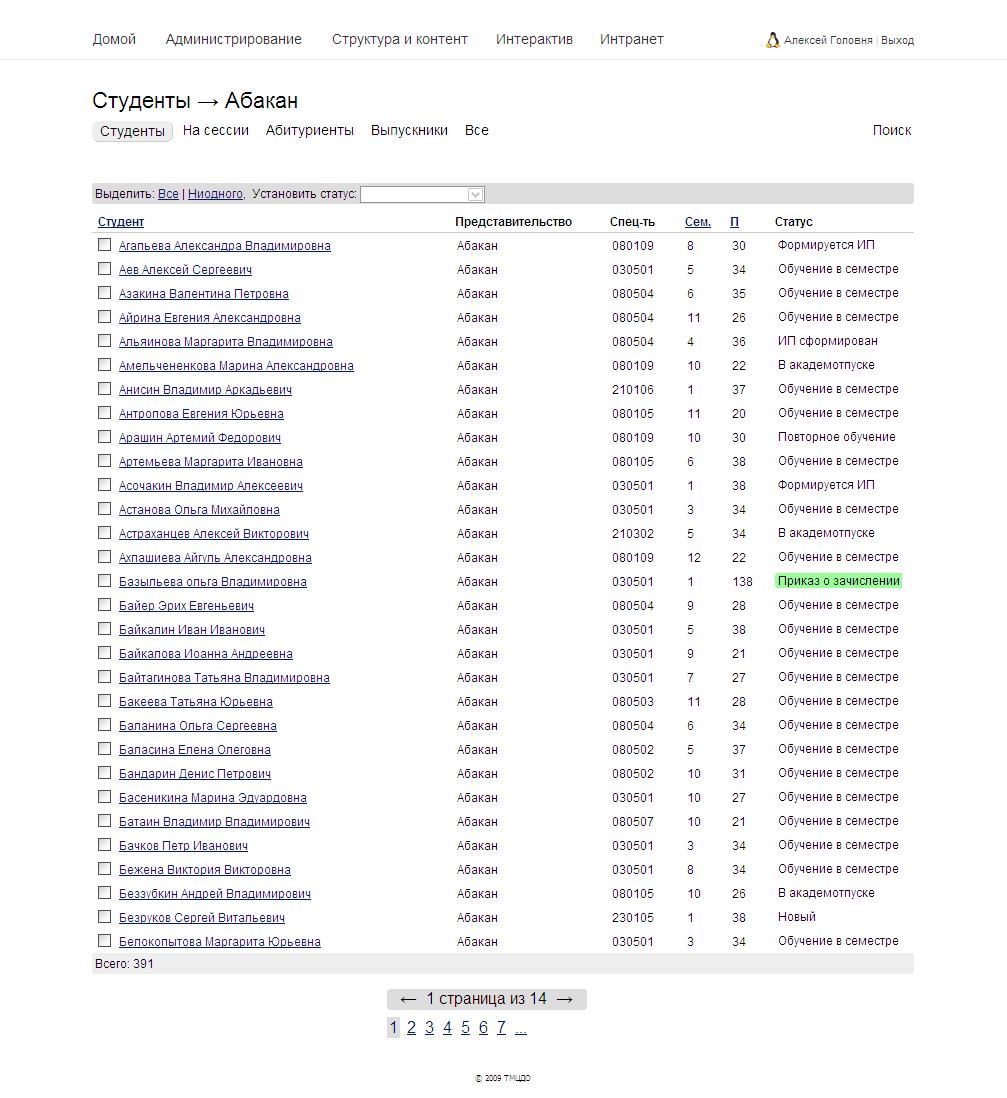 Домой Администрирование Структура и контент Интерактив Интранет Алексей Головня | Выход
Студенты → Абакан
Студенты На сессии Абитуриенты Выпускники Все Поиск
Выделить: Все | Ниодного, Установить статус:
Студент Представительство Спец-ть Сем. П Статус
Агапьева Александра Владимировна Абакан 080109 8 30 Формируется ИП
Аев Алексей Сергеевич Абакан 030501 5 34 Обучение в семестре
Азакина Валентина Петровна Абакан 080504 6 35 Обучение в семестре
Айрина Евгения Александровна Абакан 080504 11 26 Обучение в семестре
Альянова Маргарита Владимировна Абакан 080504 4 36 ИП сформирован
Амельчененкова Марина Александровна Абакан 080109 10 22 В академотпуске
Анисин Владимир Аркадьевич Абакан 210106 1 37 Обучение в семестре
Антропова Евгения Юрьевна Абакан 080105 11 20 Обучение в семестре
Арашин Артемий Федорович Абакан 080109 10 30 Повторное обучение
Артемьева Маргарита Ивановна Абакан 080105 6 38 Обучение в семестре
Асочакин Владимир Алексеевич Абакан 030501 1 38 Формируется ИП
Астанова Ольга Михайловна Абакан 030501 3 34 Обучение в семестре
Астраханцев Алексей Викторович Абакан 210302 5 34 В академотпуске
Ахпашиева Айгуль Александровна Абакан 080109 12 22 Обучение в семестре
Базыльева ольга Владимировна Абакан 030501 1 138 Приказ о зачислении
Байер Эрих Евгеньевич Абакан 080504 9 28 Обучение в семестре
Байкалин Иван Иванович Абакан 030501 5 38 Обучение в семестре
Байкалова Иоанна Андреевна Абакан 030501 9 21 Обучение в семестре
Байтагинова Татьяна Владимировна Абакан 030501 7 27 Обучение в семестре
Бакеева Татьяна Юрьевна Абакан 080503 11 28 Обучение в семестре
Баланина Ольга Сергеевна Абакан 080504 6 34 Обучение в семестре
Баласина Елена Олеговна Абакан 080502 5 37 Обучение в семестре
Бандарин Денис Петрович Абакан 080502 10 31 Обучение в семестре
Басеникина Марина Эдуардовна Абакан 030501 10 27 Обучение в семестре
Батаин Владимир Владимирович Абакан 080507 10 21 Обучение в семестре
Бачков Петр Иванович Абакан 030501 3 34 Обучение в семестре
Бежена Виктория Викторовна Абакан 030501 8 34 Обучение в семестре
Беззубкин Андрей Владимирович Абакан 080105 10 26 В академотпуске
Безруков Сергей Витальевич Абакан 230105 1 38 Новый
Белокопытова Маргарита Юрьевна Абакан 030501 3 34 Обучение в семестре
Всего: 391
← 1 страница из 14 →
1 2 3 4 5 6 7 ...
© 2009 ТМЦДО